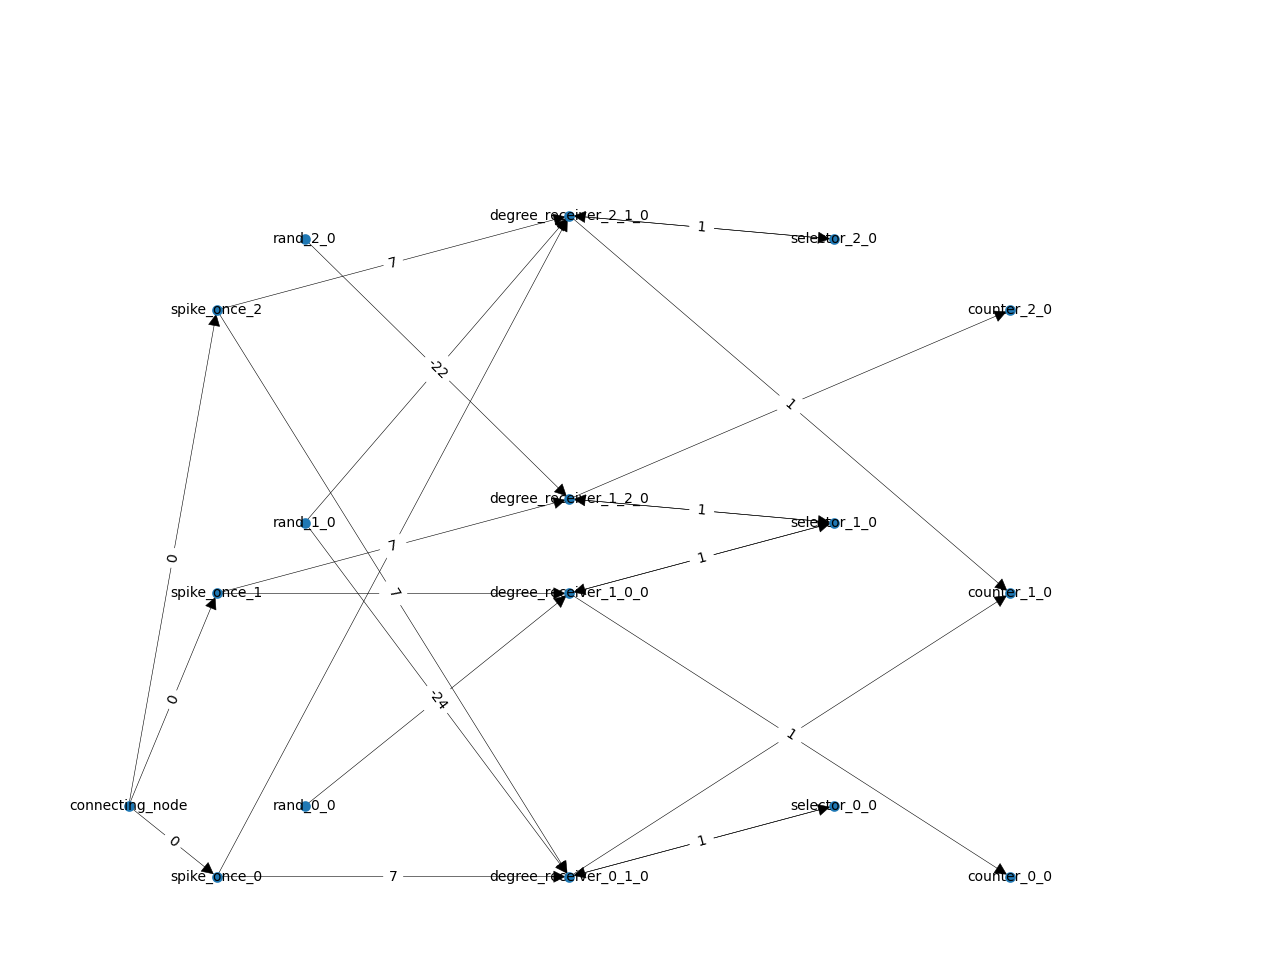 degree_receiver_2_1_0
rand_2_0
1
selector_2_0
7
spike_once_2
counter_2_0
-22
1
degree_receiver_1_2_0
1
rand_1_0
selector_1_0
7
0
1
spike_once_1
7
degree_receiver_1_0_0
counter_1_0
0
-24
1
connecting_node
rand_0_0
selector_0_0
0
1
spike_once_0
7
degree_receiver_0_1_0
counter_0_0